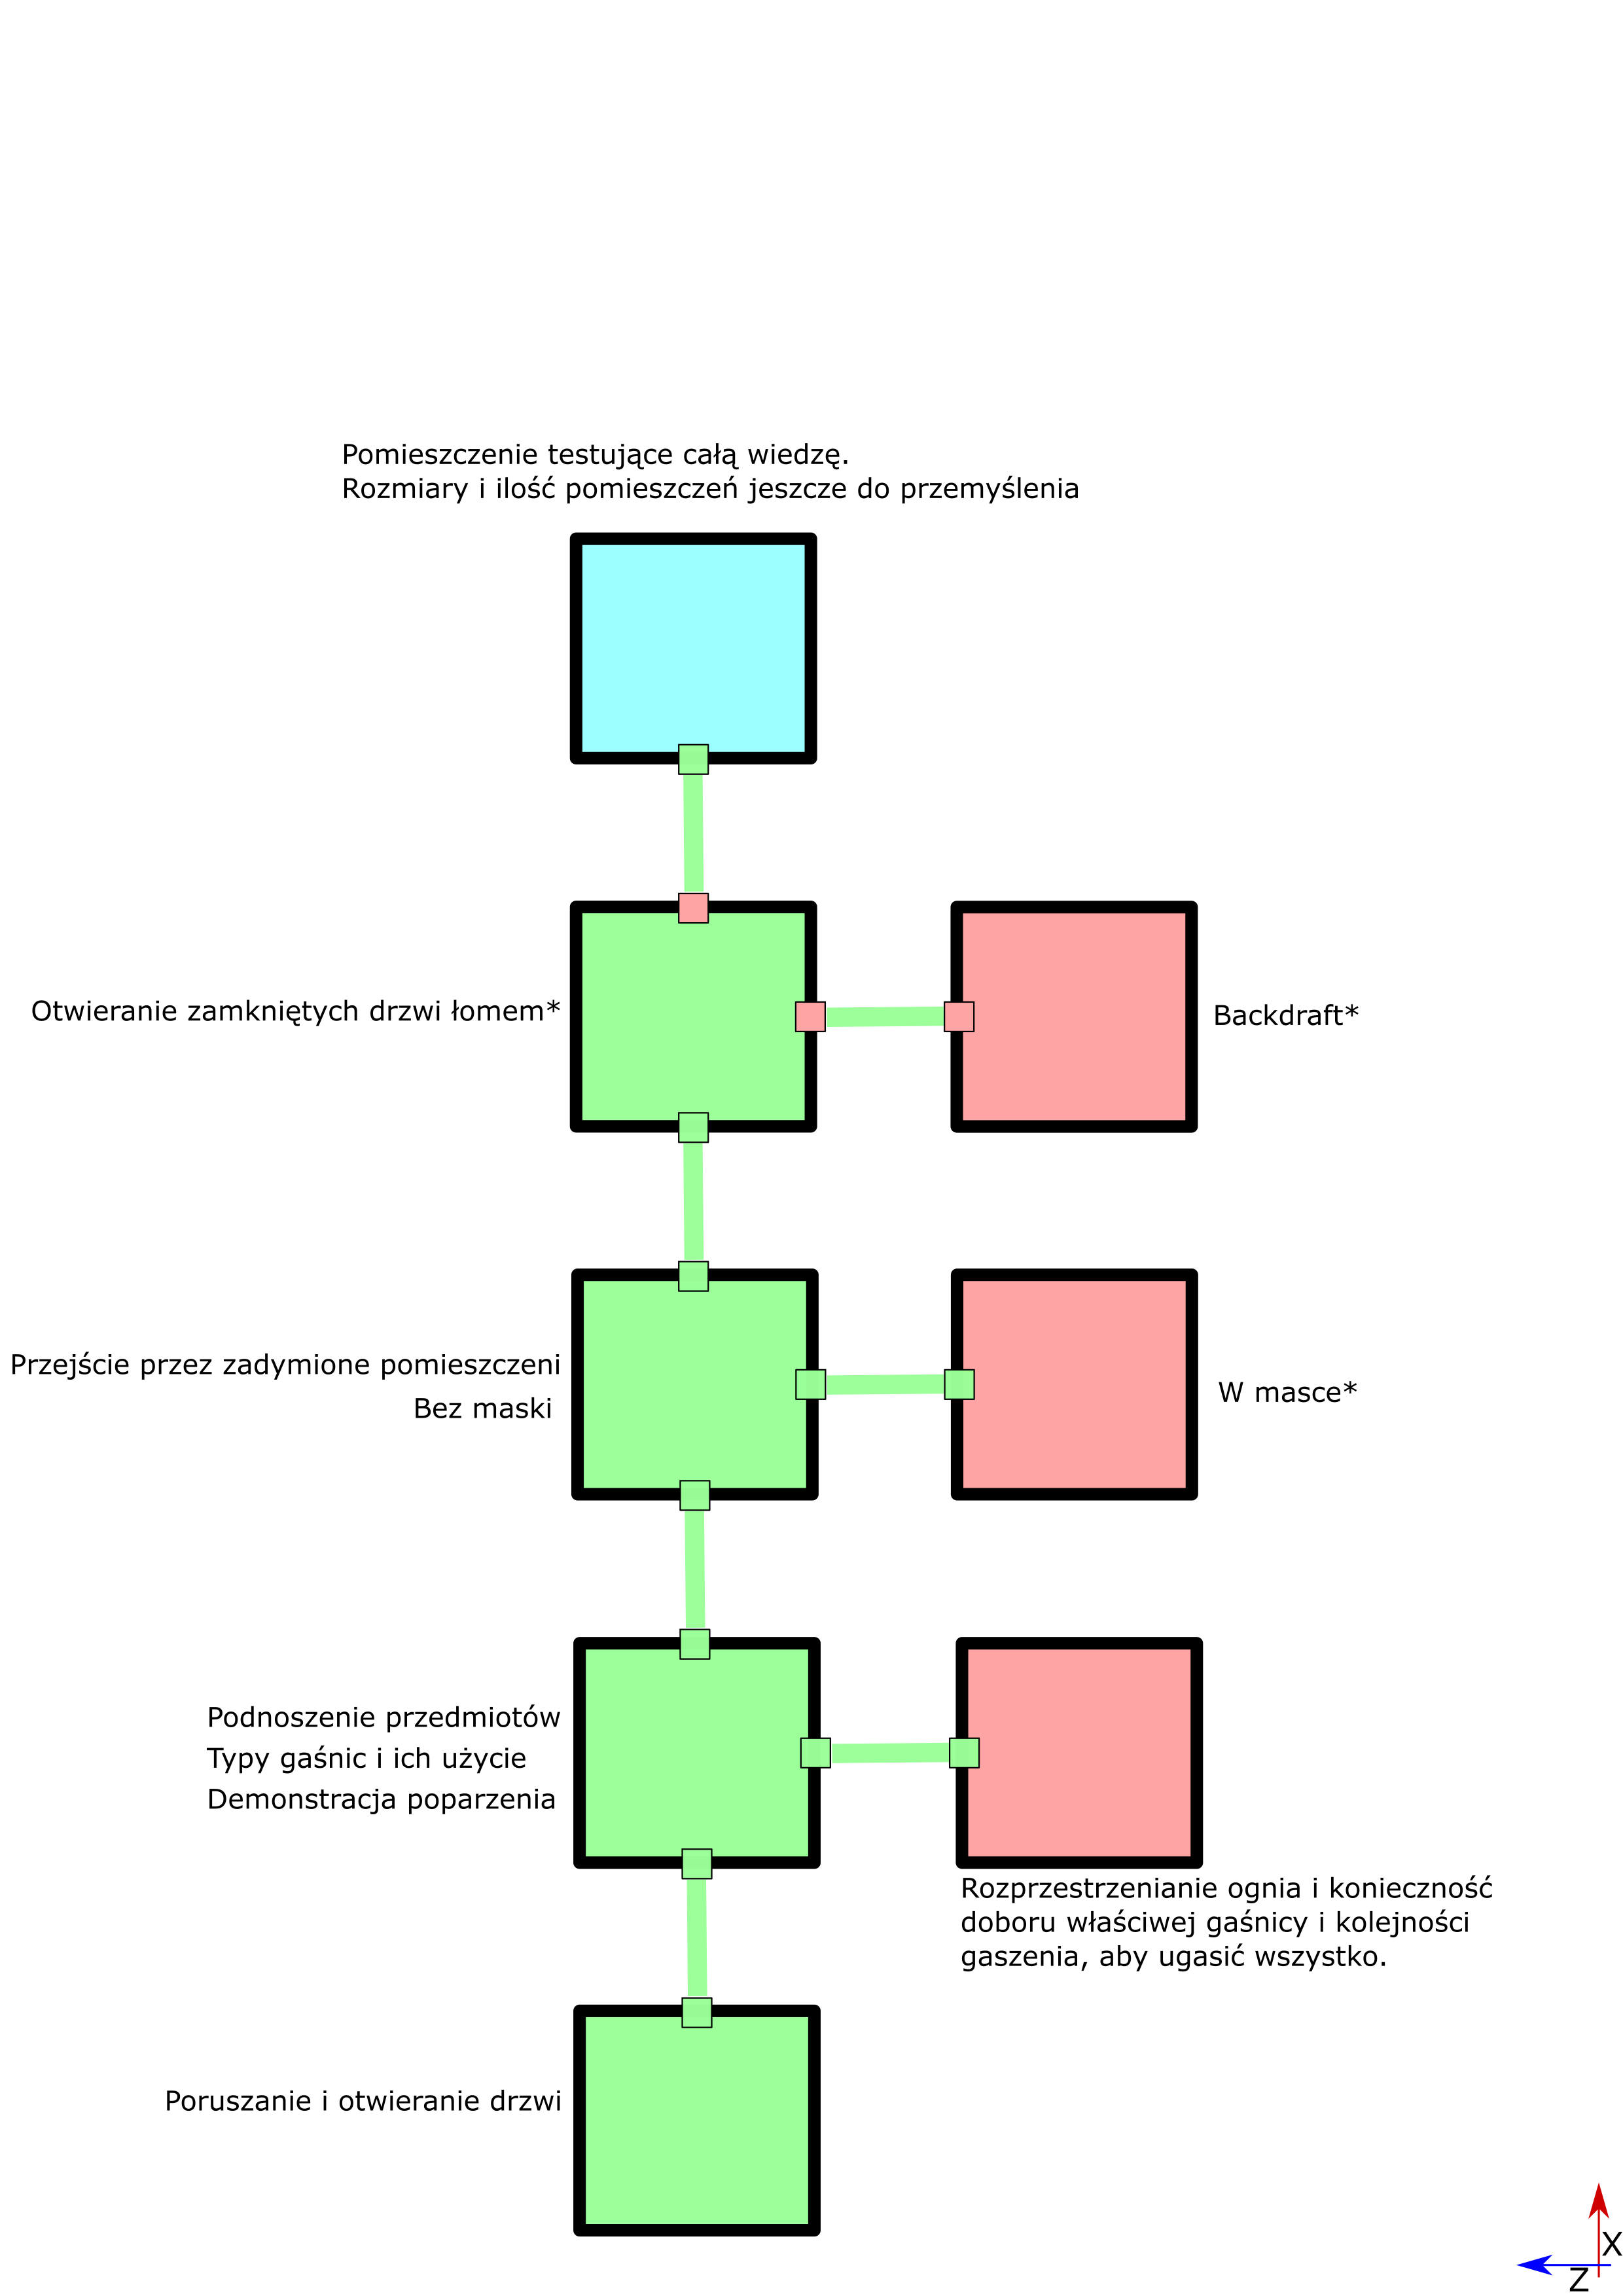 Pomieszczenie testujące całą wiedzę.
Rozmiary i ilość pomieszczeń jeszcze do przemyślenia
Otwieranie zamkniętych drzwi łomem*
Backdraft*
Przejście przez zadymione pomieszczeni
Bez maski
W masce*
Podnoszenie przedmiotów
Typy gaśnic i ich użycie
Demonstracja poparzenia
Rozprzestrzenianie ognia i konieczność
doboru właściwej gaśnicy i kolejności
gaszenia, aby ugasić wszystko.
Poruszanie i otwieranie drzwi
X
Z